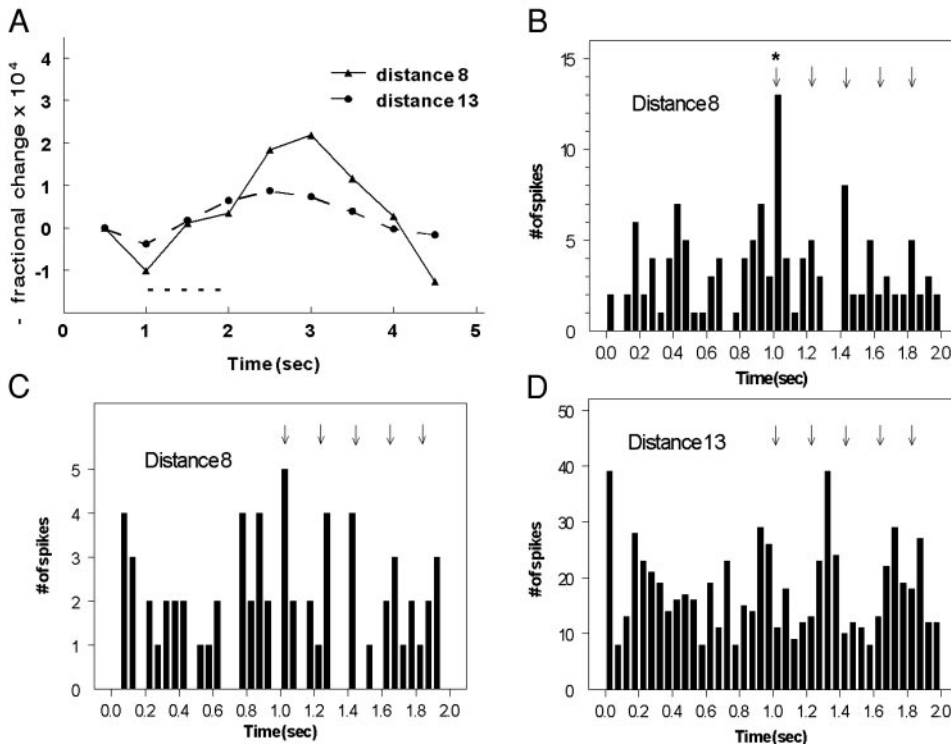 A
- fractional change x 10⁴
4
3
2
1
0
-1
distance 8
distance 13
0 1 2 3 4 5
Time(sec)
B
#ofspikes
15
10
5
0
*
Distance8
0.0 0.2 0.4 0.6 0.8 1.0 1.2 1.4 1.6 1.8 2.0
Time(sec)
C
#ofspikes
5
4
3
2
1
0
Distance8
0.0 0.2 0.4 0.6 0.8 1.0 1.2 1.4 1.6 1.8 2.0
Time(sec)
D
#ofspikes
50
40
30
20
10
0
Distance13
0.0 0.2 0.4 0.6 0.8 1.0 1.2 1.4 1.6 1.8 2.0
Time(sec)